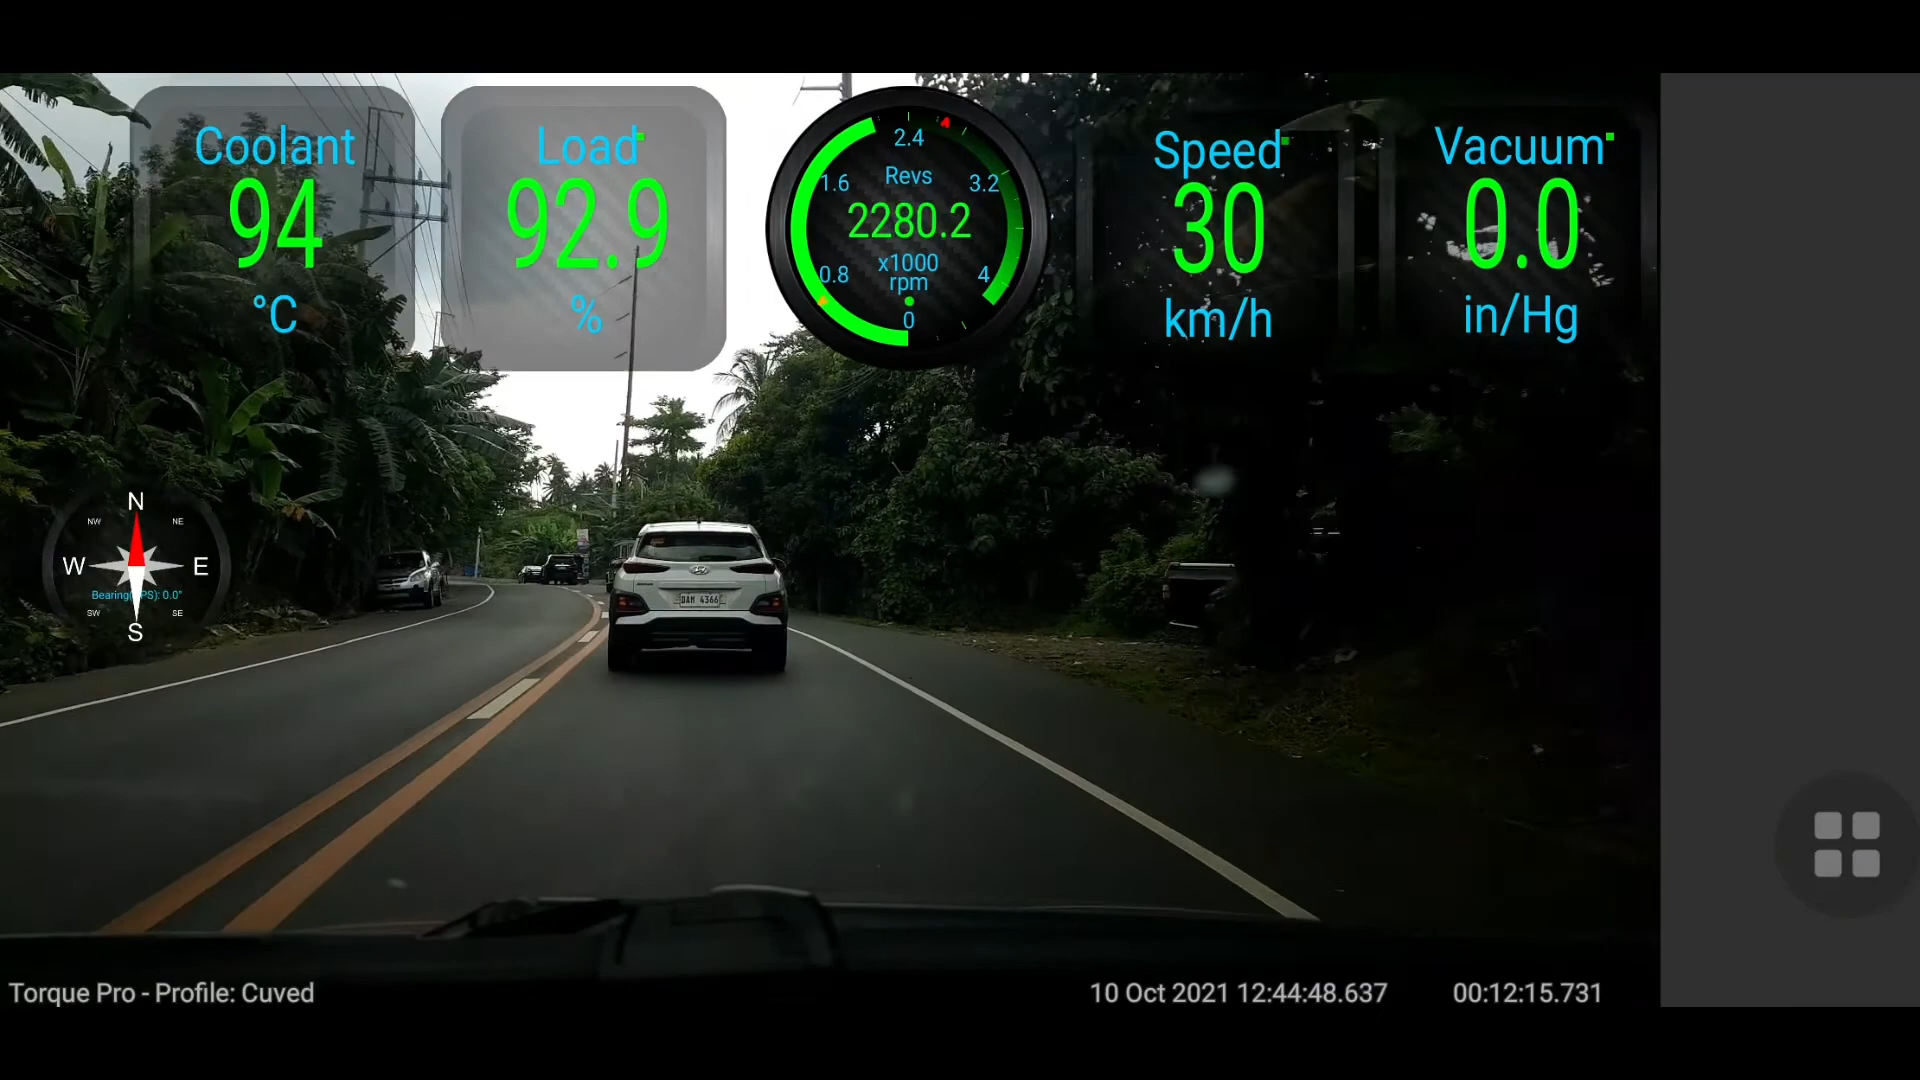 Coolant
94
°C
Load
92.9
%
2.4
1.6
Revs
3.2
2280.2
0.8
x1000
4
rpm
0
Speed
30
km/h
Vacuum
0.0
in/Hg
N
NW
NE
W
E
SW
SE
S
DAM 4366
Torque Pro - Profile: Cuved
10 Oct 2021 12:44:48.637
00:12:15.731